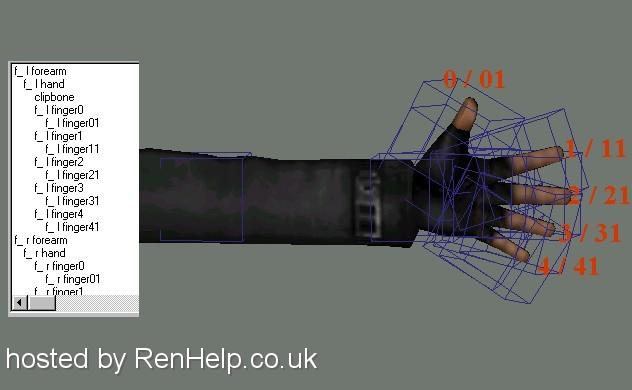 f_ l forearm
f_ l hand
clipbone
f_ l finger0
f_ l finger01
f_ l finger1
f_ l finger11
f_ l finger2
f_ l finger21
f_ l finger3
f_ l finger31
f_ l finger4
f_ l finger41
f_ r forearm
f_ r hand
f_ r finger0
f_ r finger01
f_ r finger1
0 / 01
1 / 11
2 / 21
3 / 31
4 / 41
hosted by RenHelp.co.uk